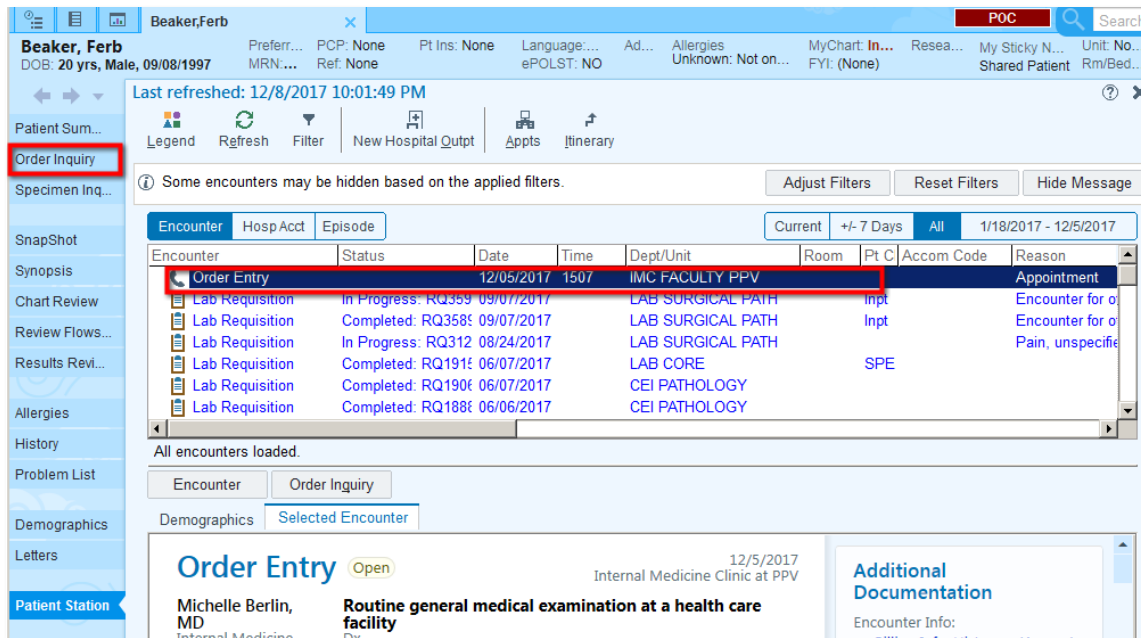 Beaker,Ferb
POC
Search
Beaker, Ferb
Preferr... PCP: None Pt Ins: None Language:... Ad... Allergies MyChart: In... Resea... My Sticky N... Unit: No..
DOB: 20 yrs, Male, 09/08/1997 MRN:... Ref: None ePOLST: NO Unknown: Not on... FYI: (None) Shared Patient Rm/Bed..
Last refreshed: 12/8/2017 10:01:49 PM
Legend Refresh Filter New Hospital Outpt Appts Itinerary
Patient Sum...
Order Inquiry
Specimen Inq...
SnapShot
Synopsis
Chart Review
Review Flows...
Results Revi...
Allergies
History
Problem List
Demographics
Letters
Patient Station
Some encounters may be hidden based on the applied filters. Adjust Filters Reset Filters Hide Message
Encounter Hosp Acct Episode Current +/- 7 Days All 1/18/2017 - 12/5/2017
Encounter Status Date Time Dept/Unit Room Pt C Accom Code Reason
Order Entry 12/05/2017 1507 IMC FACULTY PPV Appointment
Lab Requisition In Progress: RQ359 09/07/2017 LAB SURGICAL PATH Inpt Encounter for o
Lab Requisition Completed: RQ3589 09/07/2017 LAB SURGICAL PATH Inpt Encounter for o
Lab Requisition In Progress: RQ312 08/24/2017 LAB SURGICAL PATH Pain, unspecifie
Lab Requisition Completed: RQ1915 06/07/2017 LAB CORE SPE
Lab Requisition Completed: RQ1906 06/07/2017 CEI PATHOLOGY
Lab Requisition Completed: RQ1888 06/06/2017 CEI PATHOLOGY
All encounters loaded.
Encounter Order Inquiry
Demographics Selected Encounter
Order Entry Open
12/5/2017
Internal Medicine Clinic at PPV
Michelle Berlin, MD
Internal Medicine
Routine general medical examination at a health care facility
Dx
Additional
Documentation
Encounter Info: